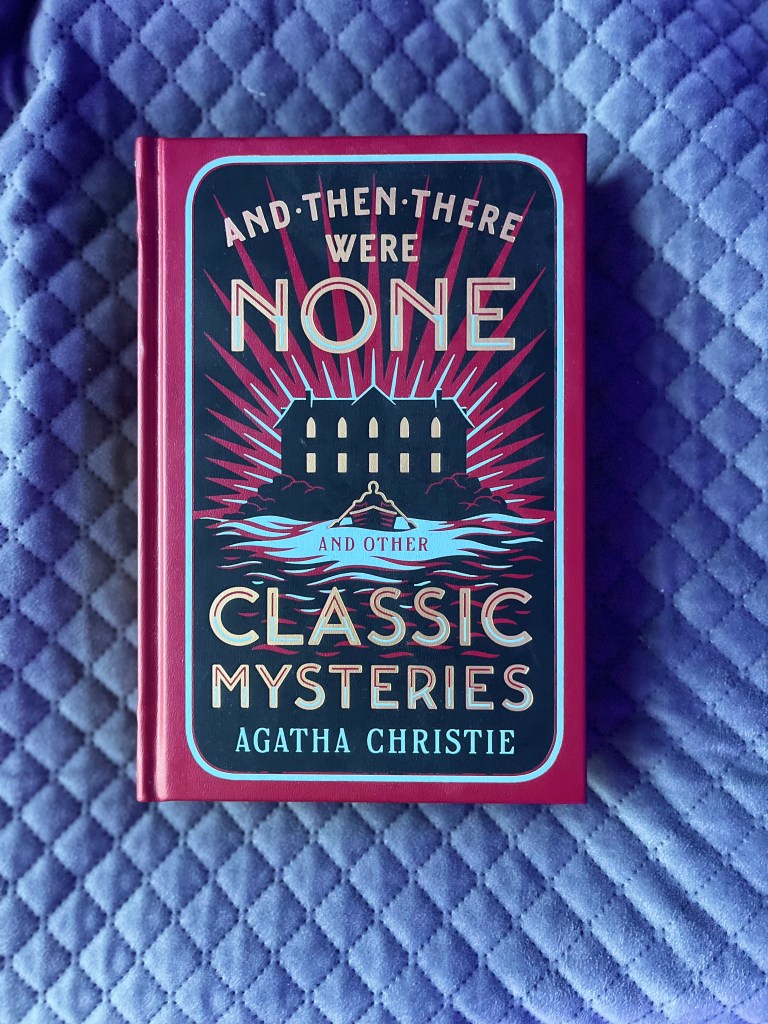 AND·THEN·THERE
WERE
NONE
AND OTHER
CLASSIC
MYSTERIES
AGATHA CHRISTIE